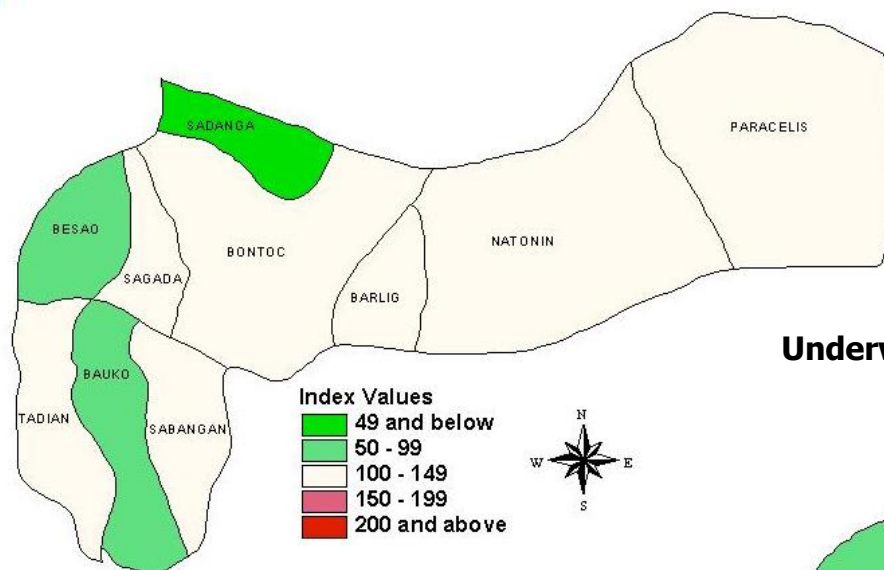 SADANGA
PARACELIS
BESAO
NATONIN
BONTOC
SAGADA
BARLIG
BAUKO
TADIAN
SABANGAN
Index Values
49 and below
50 - 99
100 - 149
150 - 199
200 and above
N
W E
S